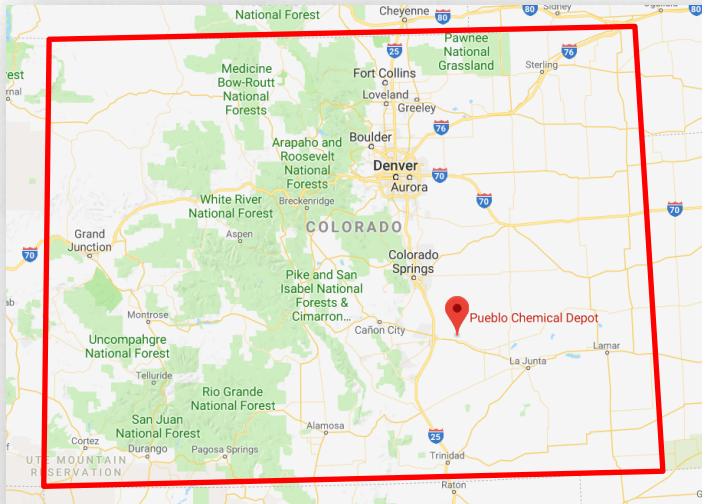 National Forest
Cheyenne
80
80
Sidney
80
25
Pawnee
National
Grassland
76
Sterling
Medicine
Bow-Routt
National
Forests
Fort Collins
Loveland
Greeley
76
Boulder
Arapaho and
Roosevelt
National
Forests
Denver
Aurora
70
70
70
White River
National Forest
Breckenridge
COLORADO
Aspen
Grand
Junction
70
Colorado
Springs
Pike and San
Isabel National
Forests &
Cimarron...
Pueblo Chemical Depot
Montrose
Cañon City
Uncompahgre
National Forest
La Junta
Lamar
Telluride
Rio Grande
National Forest
San Juan
National Forest
Alamosa
25
Cortez
Durango
Pagosa Springs
Trinidad
UTE MOUNTAIN
RESERVATION
Raton